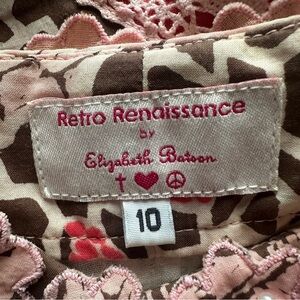 Retro Renaissance
by
Elizabeth Batson
10